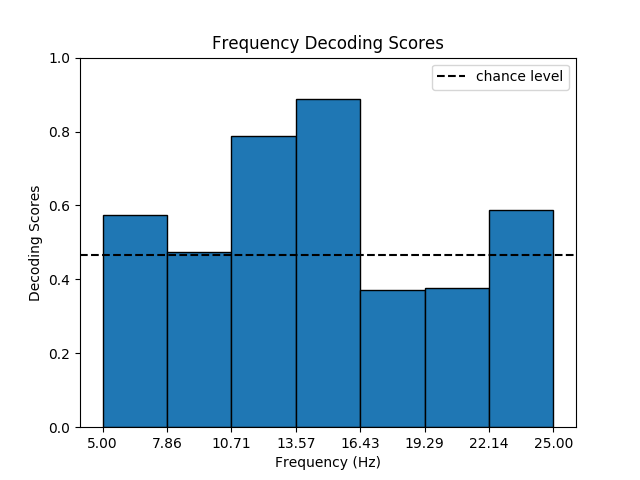 Frequency Decoding Scores
chance level
1.0
0.8
0.6
0.4
0.2
0.0
Decoding Scores
5.00 7.86 10.71 13.57 16.43 19.29 22.14 25.00
Frequency (Hz)